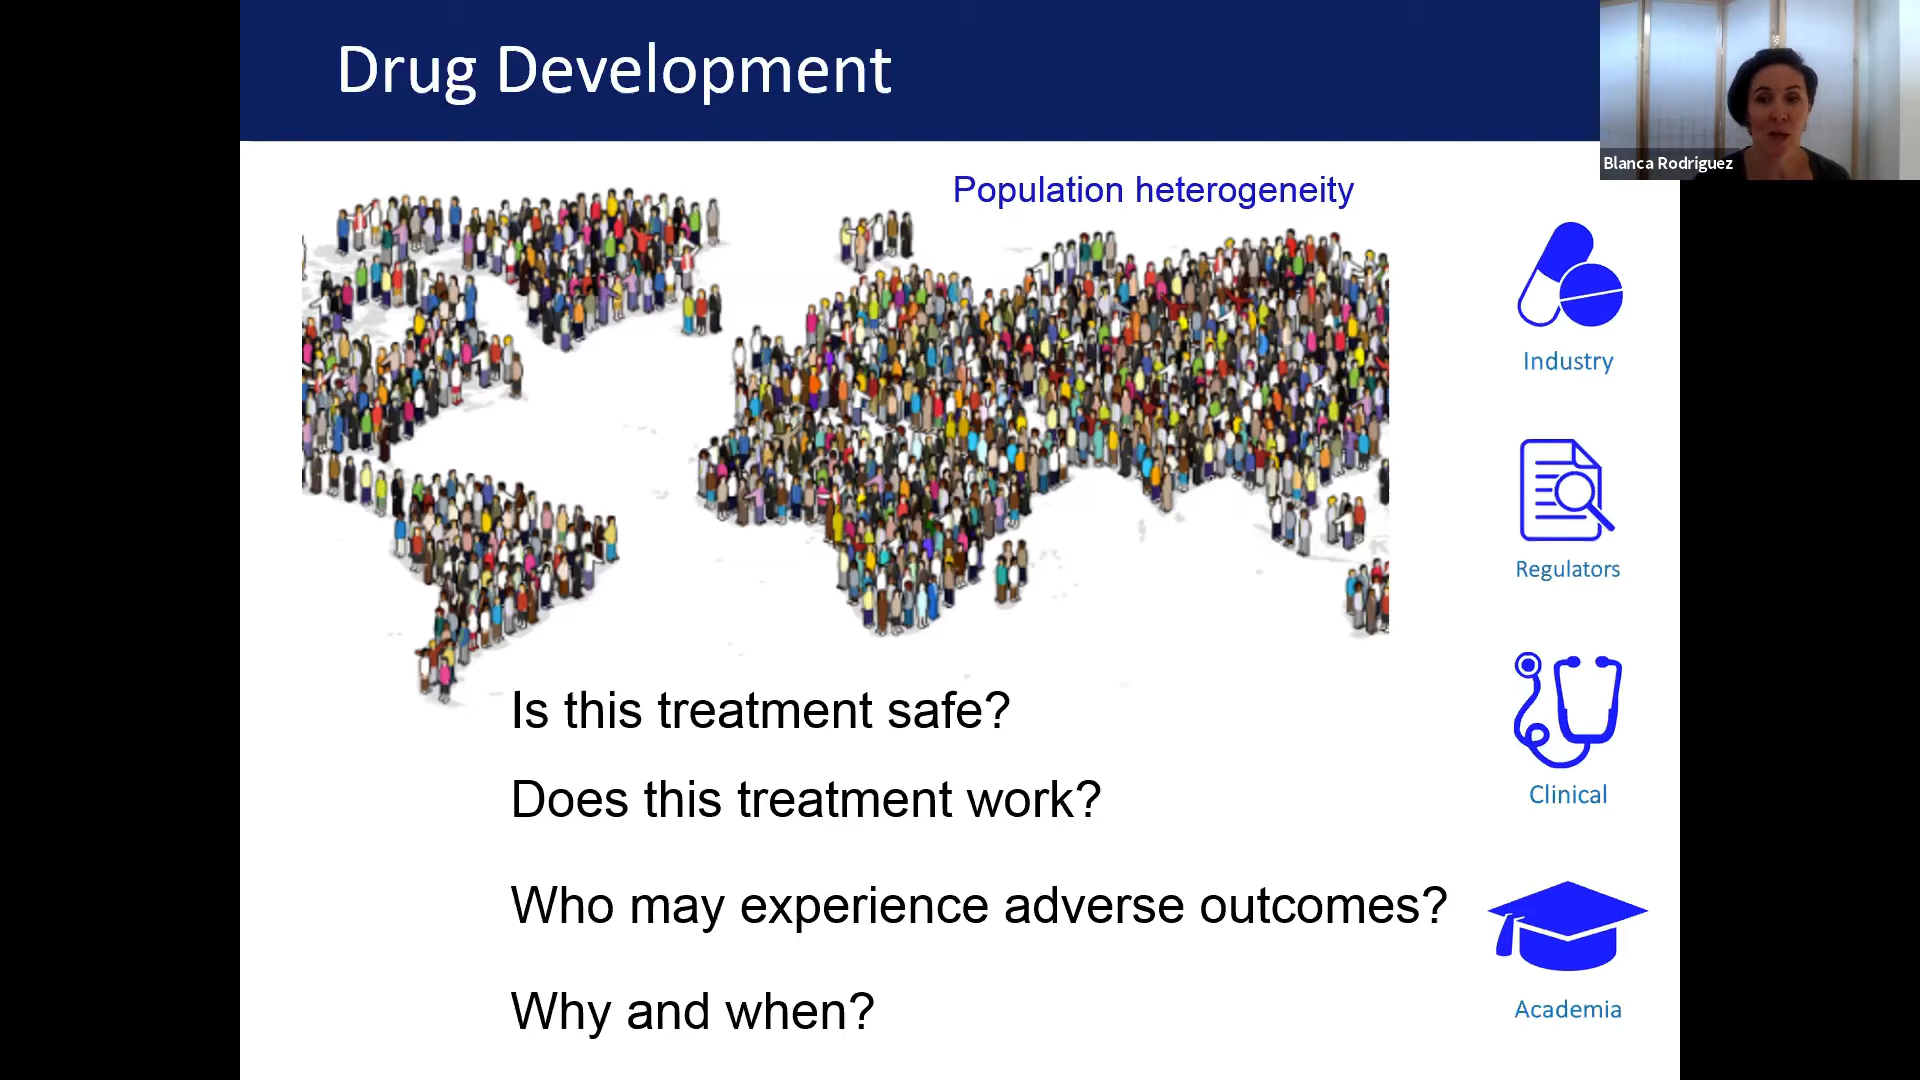 Drug Development
Blanca Rodriguez
Population heterogeneity
Industry
Regulators
Clinical
Academia
Is this treatment safe?
Does this treatment work?
Who may experience adverse outcomes?
Why and when?